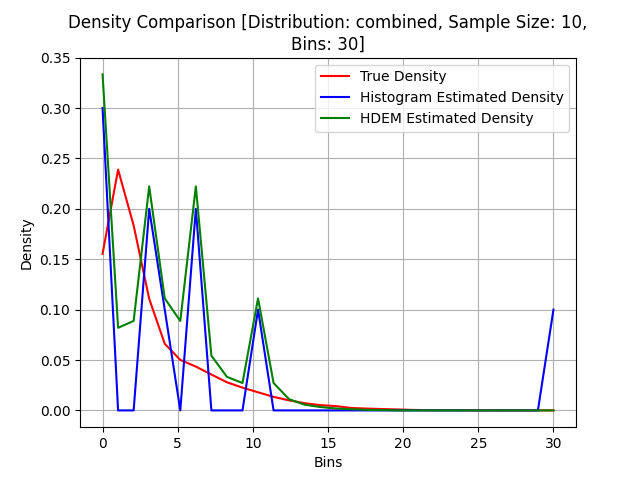 Density Comparison [Distribution: combined, Sample Size: 10,
Bins: 30]
True Density
Histogram Estimated Density
HDEM Estimated Density
Density
0.35
0.30
0.25
0.20
0.15
0.10
0.05
0.00
0 5 10 15 20 25 30
Bins